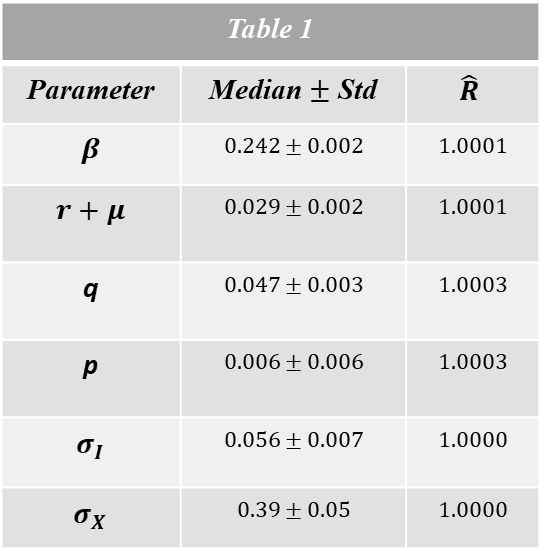 Table 1
Parameter Median ± Std R̂
β 0.242 ± 0.002 1.0001
r + μ 0.029 ± 0.002 1.0001
q 0.047 ± 0.003 1.0003
p 0.006 ± 0.006 1.0003
σ_I 0.056 ± 0.007 1.0000
σ_X 0.39 ± 0.05 1.0000